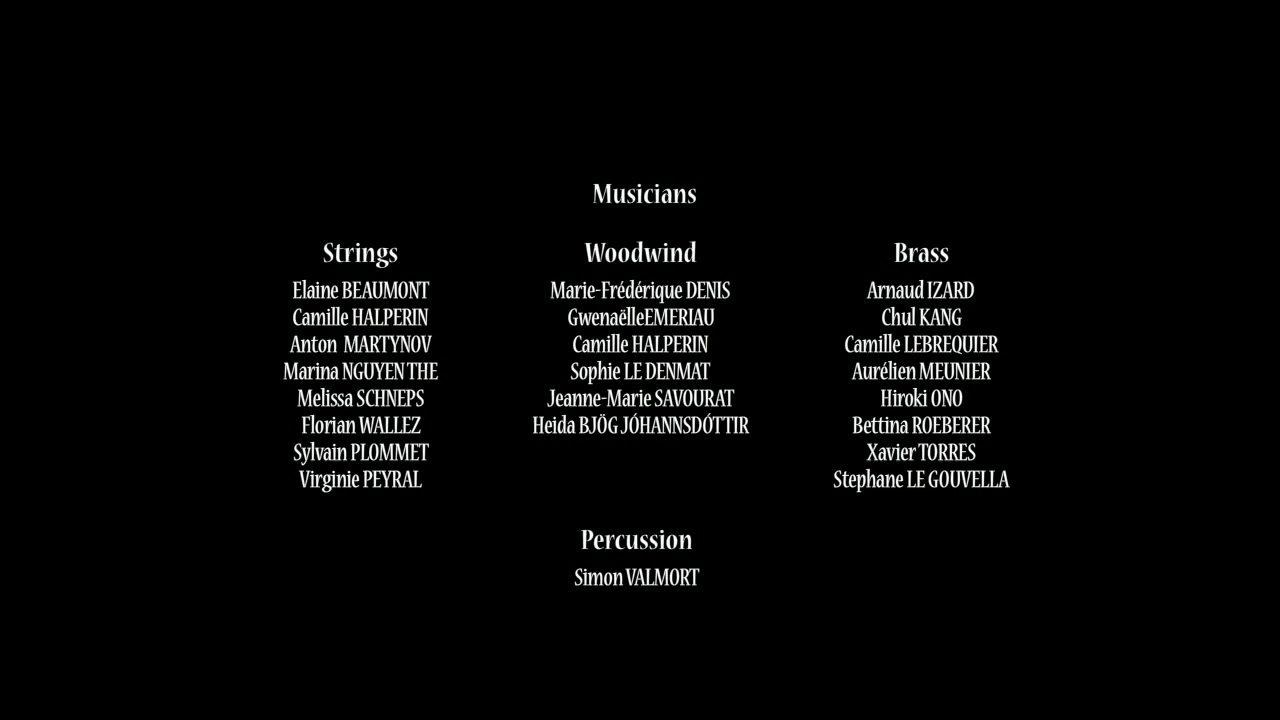 Musicians
Strings
Elaine BEAUMONT
Camille HALPERIN
Anton MARTYNOV
Marina NGUYEN THE
Melissa SCHNEPS
Florian WALLEZ
Sylvain PLOMMET
Virginie PEYRAL
Woodwind
Marie-Frédérique DENIS
GwenaëlleEMERIAU
Camille HALPERIN
Sophie LE DENMAT
Jeanne-Marie SAVOURAT
Heida BJÖG JÓHANNSDÓTTIR
Brass
Arnaud IZARD
Chul KANG
Camille LEBREQUIER
Aurélien MEUNIER
Hiroki ONO
Bettina ROEBERER
Xavier TORRES
Stephane LE GOUVELLA
Percussion
Simon VALMORT